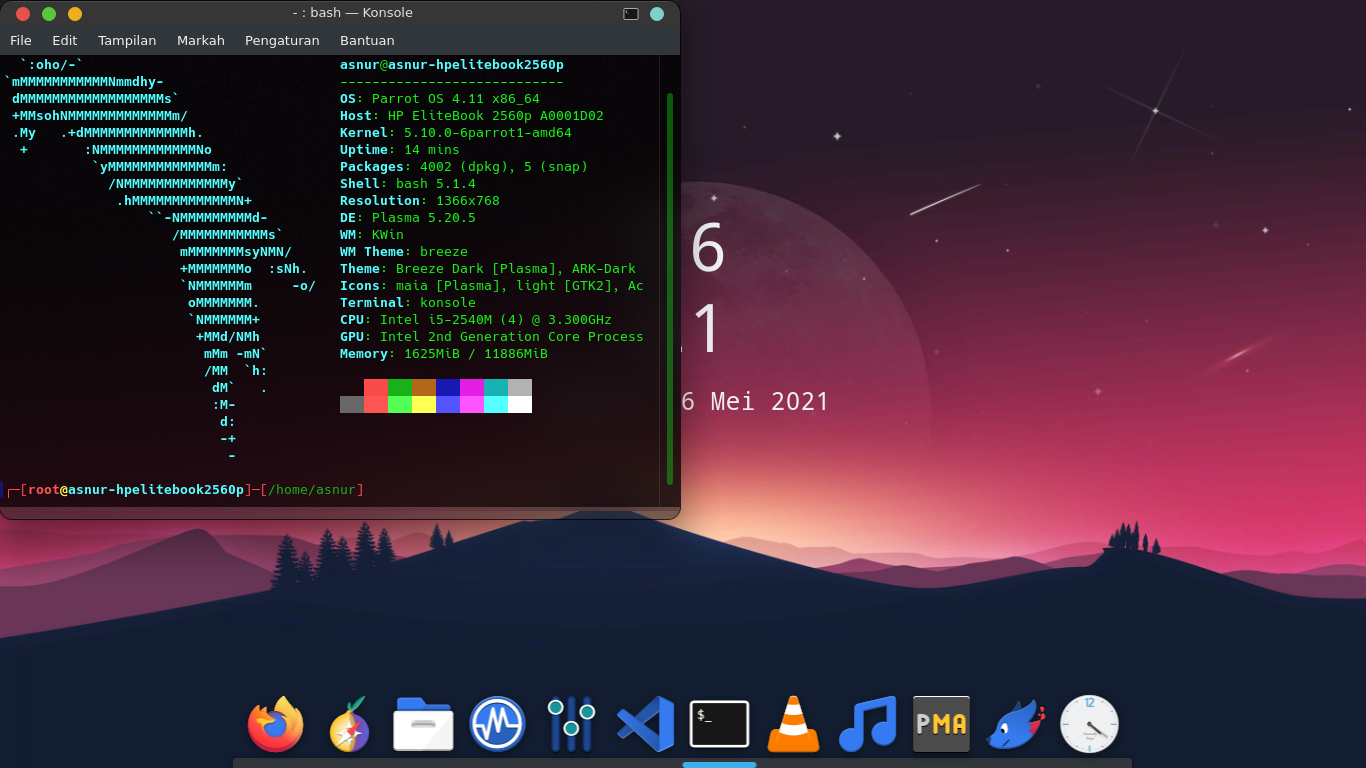 - : bash — Konsole
File Edit Tampilan Markah Pengaturan Bantuan
`:oho/-` asnur@asnur-hpelitebook2560p
`mMMMMMMMMMMMNmmdhy- ----------------------------
dMMMMMMMMMMMMMMMMMMs` OS: Parrot OS 4.11 x86_64
+MMsohNMMMMMMMMMMMMMm/ Host: HP EliteBook 2560p A0001D02
.My .+dMMMMMMMMMMMMMh. Kernel: 5.10.0-6parrot1-amd64
+ :NMMMMMMMMMMMMNo Uptime: 14 mins
`yMMMMMMMMMMMMm: Packages: 4002 (dpkg), 5 (snap)
/NMMMMMMMMMMMMMy` Shell: bash 5.1.4
.hMMMMMMMMMMMMMN+ Resolution: 1366x768
``-NMMMMMMMMMd- DE: Plasma 5.20.5
/MMMMMMMMMMMs` WM: KWin
mMMMMMMMsyNMN/ WM Theme: breeze
+MMMMMMMo :sNh. Theme: Breeze Dark [Plasma], ARK-Dark
`NMMMMMMm -o/ Icons: maia [Plasma], light [GTK2], Ac
oMMMMMMM. Terminal: konsole
`NMMMMMM+ CPU: Intel i5-2540M (4) @ 3.300GHz
+MMd/NMh GPU: Intel 2nd Generation Core Process
mMm -mN` Memory: 1625MiB / 11886MiB
/MM `h:
dM` .
:M-
d:
-+
-
┌─[root@asnur-hpelitebook2560p]─[/home/asnur]
6
1
6 Mei 2021
$_
PMA
12